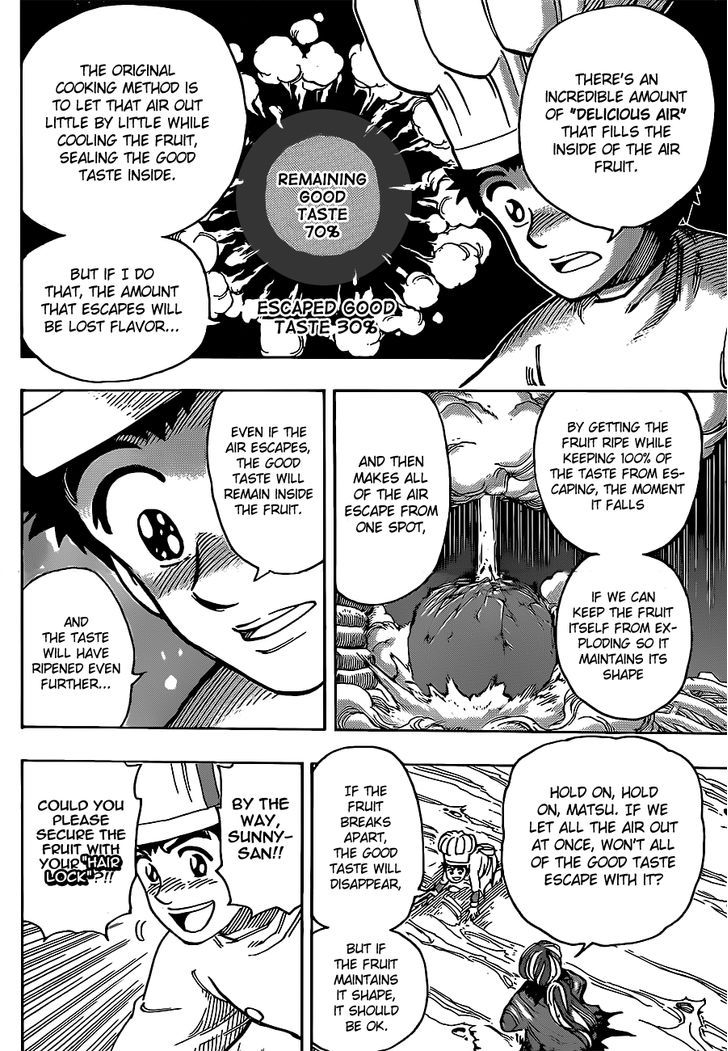 THERE'S AN
INCREDIBLE AMOUNT
OF "DELICIOUS AIR"
THAT FILLS THE
INSIDE OF THE AIR
FRUIT.
THE ORIGINAL
COOKING METHOD IS
TO LET THAT AIR OUT
LITTLE BY LITTLE WHILE
COOLING THE FRUIT,
SEALING THE GOOD
TASTE INSIDE.
REMAINING
GOOD
TASTE
70%
ESCAPED GOOD
TASTE 30%
BUT IF I DO
THAT, THE AMOUNT
THAT ESCAPES WILL
BE LOST FLAVOR...
BY GETTING THE
FRUIT RIPE WHILE
KEEPING 100% OF
THE TASTE FROM ES-
CAPING, THE MOMENT
IT FALLS
IF WE CAN
KEEP THE FRUIT
ITSELF FROM EX-
PLODING SO IT
MAINTAINS ITS
SHAPE
AND THEN
MAKES ALL
OF THE AIR
ESCAPE FROM
ONE SPOT,
EVEN IF THE
AIR ESCAPES,
THE GOOD
TASTE WILL
REMAIN INSIDE
THE FRUIT.
AND
THE TASTE
WILL HAVE
RIPENED EVEN
FURTHER...
HOLD ON, HOLD
ON, MATSU. IF WE
LET ALL THE AIR OUT
AT ONCE, WON'T ALL
OF THE GOOD TASTE
ESCAPE WITH IT?
IF THE
FRUIT
BREAKS
APART,
THE GOOD
TASTE WILL
DISAPPEAR,
BUT IF
THE FRUIT
MAINTAINS
IT SHAPE,
IT SHOULD
BE OK.
BY THE
WAY,
SUNNY-
SAN!!
COULD YOU
PLEASE
SECURE THE
FRUIT WITH
YOUR "HAIR
LOCK"?!!